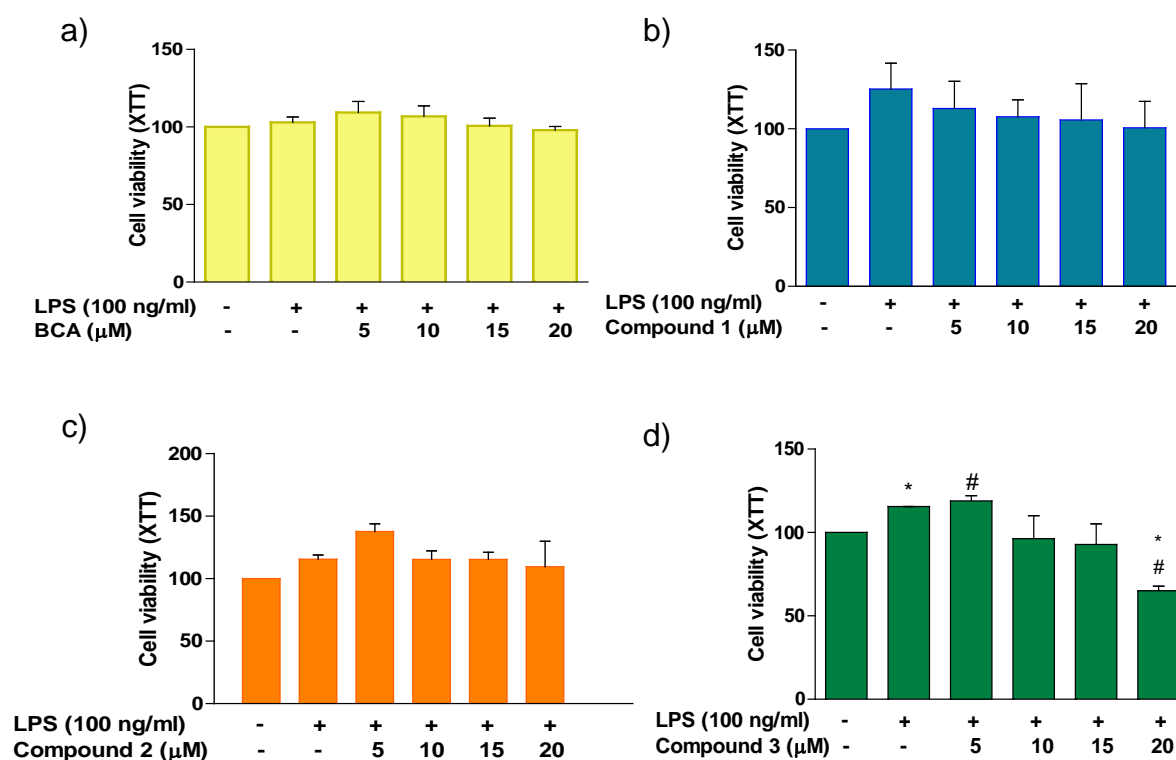 a)
Cell viability (XTT)
150
100
50
0
LPS (100 ng/ml) - + + + + +
BCA (μM) - - 5 10 15 20
b)
Cell viability (XTT)
150
100
50
0
LPS (100 ng/ml) - + + + + +
Compound 1 (μM) - - 5 10 15 20
c)
Cell viability (XTT)
200
150
100
50
0
LPS (100 ng/ml) - + + + + +
Compound 2 (μM) - - 5 10 15 20
d)
Cell viability (XTT)
150
* #
100
*
#
50
0
LPS (100 ng/ml) - + + + + +
Compound 3 (μM) - - 5 10 15 20